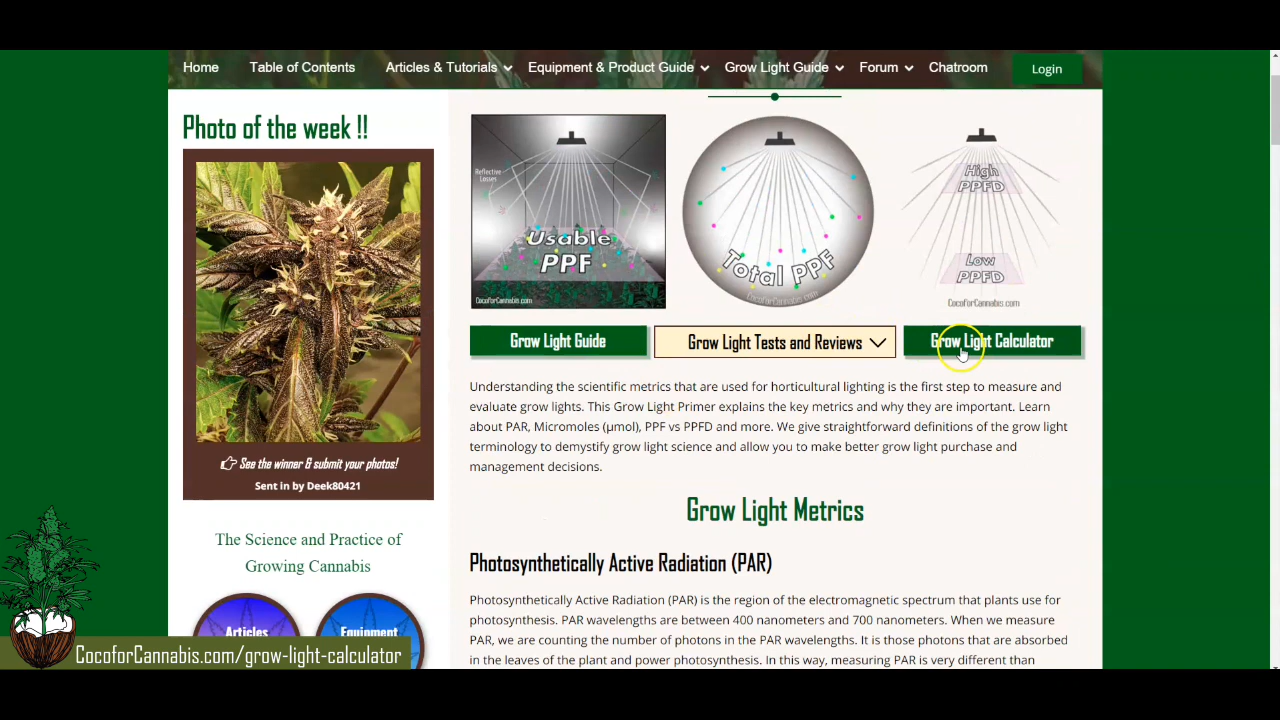 Home Table of Contents Articles & Tutorials Equipment & Product Guide Grow Light Guide Forum Chatroom Login
Photo of the week !!
See the winner & submit your photos!
Sent in by Deek80421
The Science and Practice of
Growing Cannabis
Articles
Equipment
Reflective
Losses
Usable
PPF
CocoforCannabis.com
Total PPF
CocoforCannabis.com
High
PPFD
Low
PPFD
CocoforCannabis.com
Grow Light Guide
Grow Light Tests and Reviews
Grow Light Calculator
Understanding the scientific metrics that are used for horticultural lighting is the first step to measure and
evaluate grow lights. This Grow Light Primer explains the key metrics and why they are important. Learn
about PAR, Micromoles (µmol), PPF vs PPFD and more. We give straightforward definitions of the grow light
terminology to demystify grow light science and allow you to make better grow light purchase and
management decisions.
Grow Light Metrics
Photosynthetically Active Radiation (PAR)
Photosynthetically Active Radiation (PAR) is the region of the electromagnetic spectrum that plants use for
photosynthesis. PAR wavelengths are between 400 nanometers and 700 nanometers. When we measure
PAR, we are counting the number of photons in the PAR wavelengths. It is those photons that are absorbed
in the leaves of the plant and power photosynthesis. In this way, measuring PAR is very different than
CocoforCannabis.com/grow-light-calculator